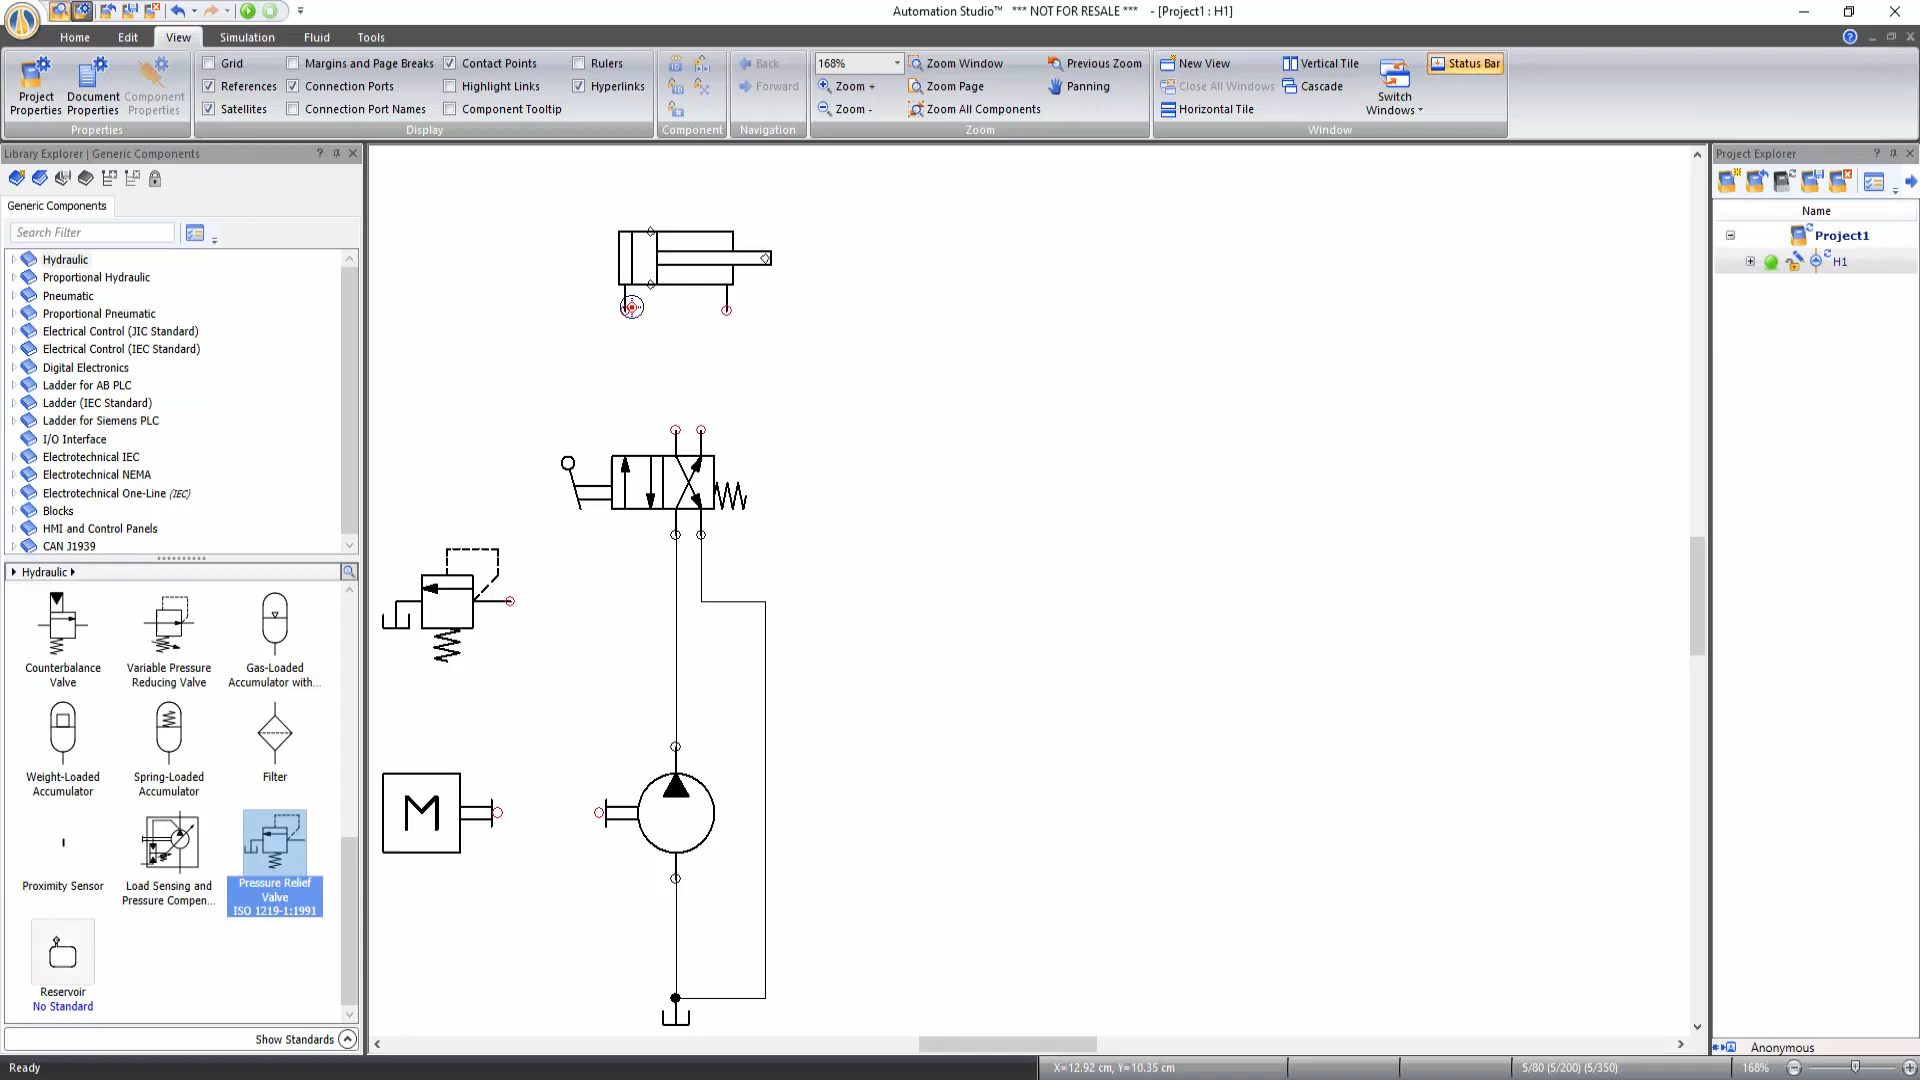 Automation Studio™ *** NOT FOR RESALE *** - [Project1 : H1]
Home Edit View Simulation Fluid Tools
Grid Margins and Page Breaks Contact Points Rulers
References Connection Ports Highlight Links Hyperlinks
Satellites Connection Port Names Component Tooltip
Project Properties
Document Properties
Component Properties
Back
Forward
168% Zoom Window Previous Zoom
Zoom + Zoom Page Panning
Zoom - Zoom All Components
New View Vertical Tile
Close All Windows Cascade
Horizontal Tile
Switch Windows
Status Bar
Properties Display Component Navigation Zoom Window
Library Explorer | Generic Components
Generic Components
Search Filter
Hydraulic
Proportional Hydraulic
Pneumatic
Proportional Pneumatic
Electrical Control (JIC Standard)
Electrical Control (IEC Standard)
Digital Electronics
Ladder for AB PLC
Ladder (IEC Standard)
Ladder for Siemens PLC
I/O Interface
Electrotechnical IEC
Electrotechnical NEMA
Electrotechnical One-Line (IEC)
Blocks
HMI and Control Panels
CAN J1939
Hydraulic
Counterbalance Valve
Variable Pressure Reducing Valve
Gas-Loaded Accumulator with...
Weight-Loaded Accumulator
Spring-Loaded Accumulator
Filter
Proximity Sensor
Load Sensing and Pressure Compen...
Pressure Relief Valve
ISO 1219-1:1991
Reservoir
No Standard
Show Standards
M
Project Explorer
Name
Project1
H1
Anonymous
Ready
X=12.92 cm, Y=10.35 cm
5/80 (5/200) (5/350)
168%